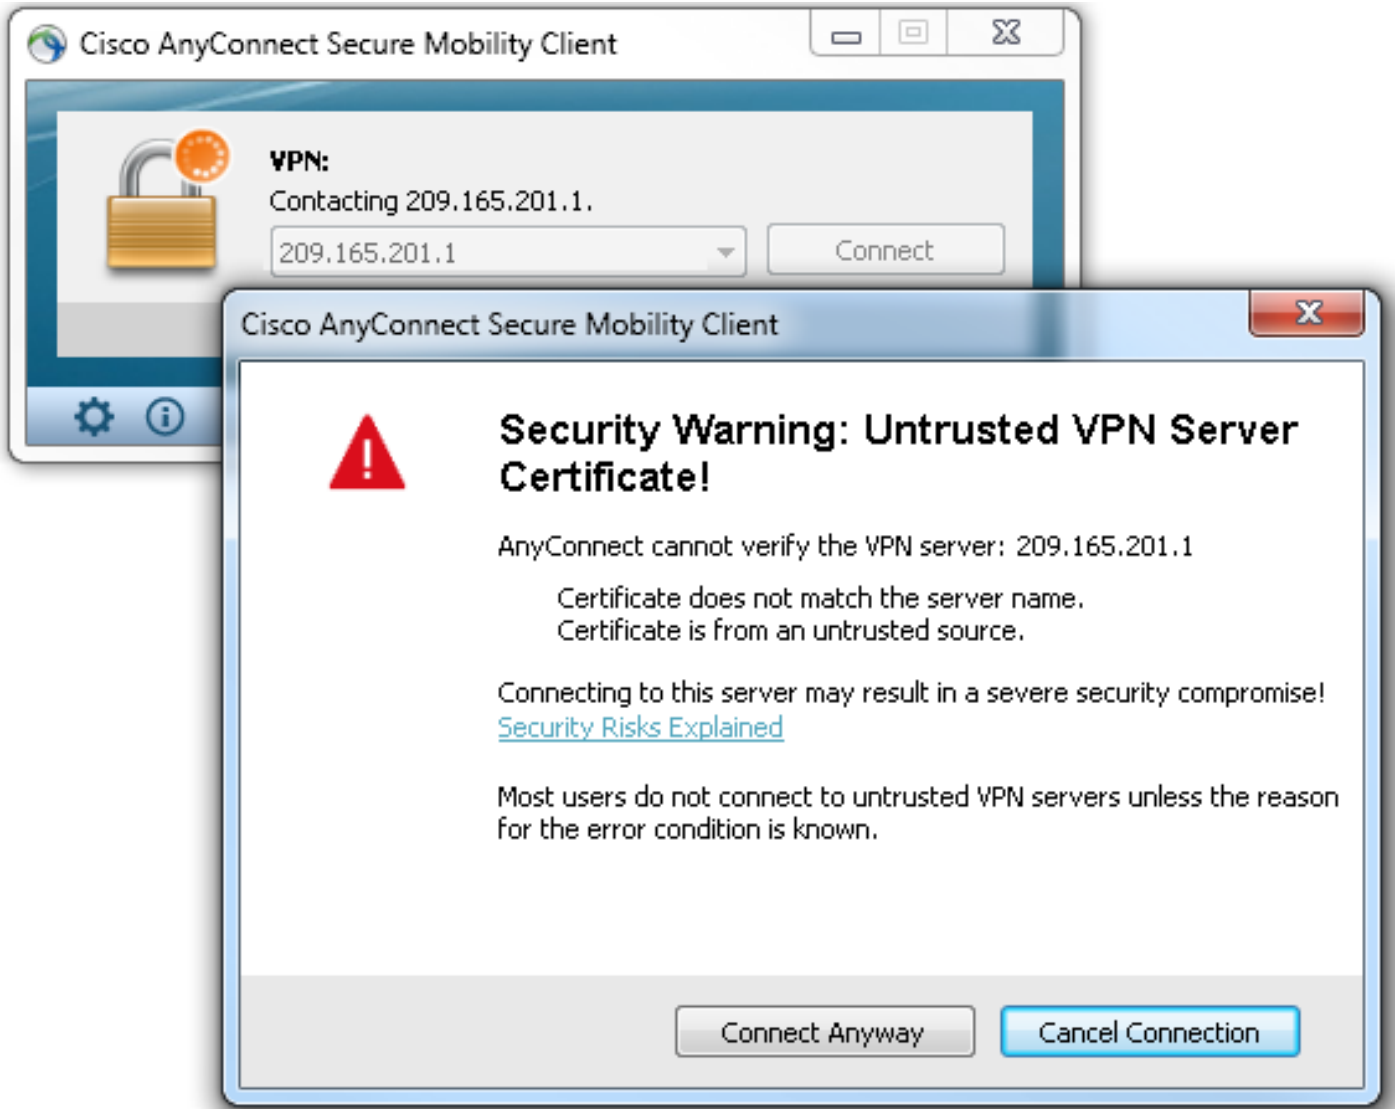 Cisco AnyConnect Secure Mobility Client
VPN:
Contacting 209.165.201.1.
209.165.201.1
Connect
Cisco AnyConnect Secure Mobility Client
Security Warning: Untrusted VPN Server
Certificate!
AnyConnect cannot verify the VPN server: 209.165.201.1
Certificate does not match the server name.
Certificate is from an untrusted source.
Connecting to this server may result in a severe security compromise!
Security Risks Explained
Most users do not connect to untrusted VPN servers unless the reason
for the error condition is known.
Connect Anyway
Cancel Connection